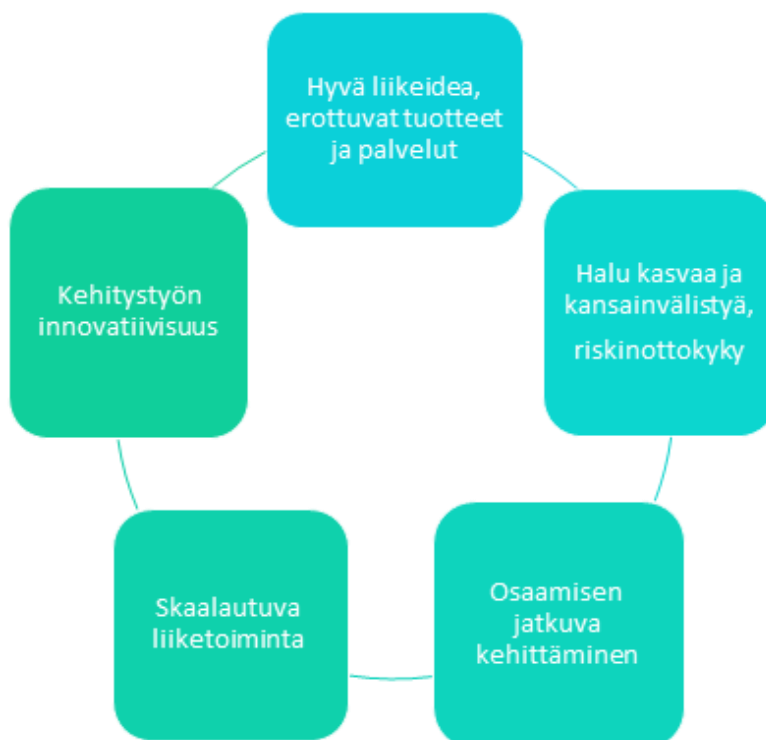 Hyvä liikeidea,
erottuvat tuotteet
ja palvelut
Halu kasvaa ja
kansainvälistyä,
riskinottokyky
Osaamisen
jatkuva
kehittäminen
Skaalautuva
liiketoiminta
Kehitystyön
innovatiivisuus